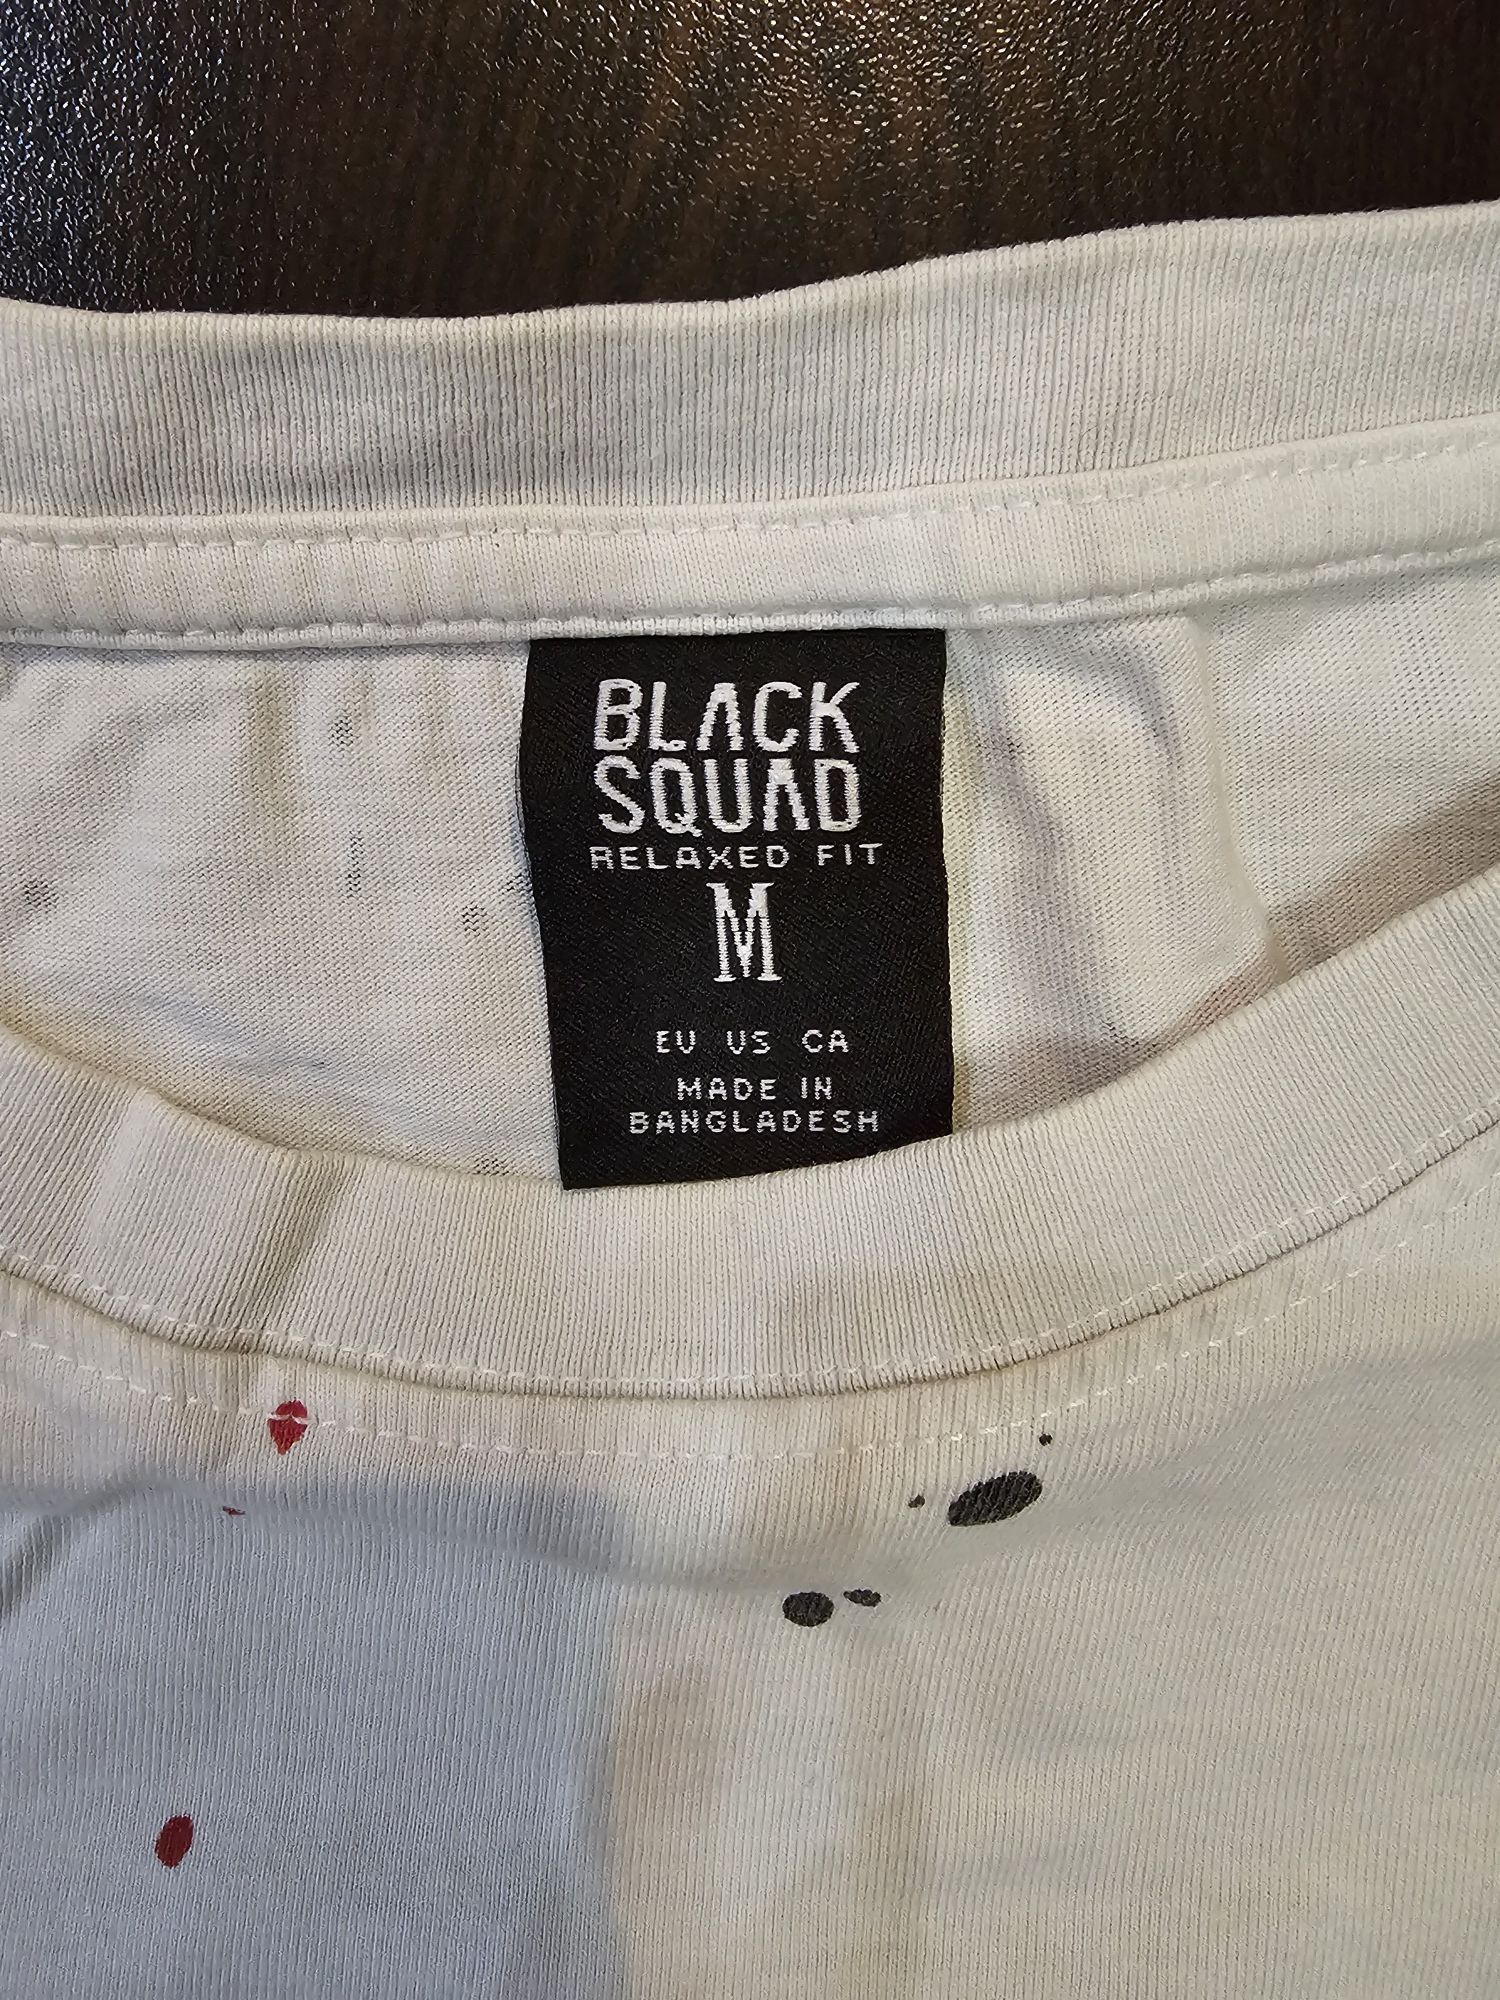 BLACK
SQUAD
RELAXED FIT
M
EU US CA
MADE IN
BANGLADESH